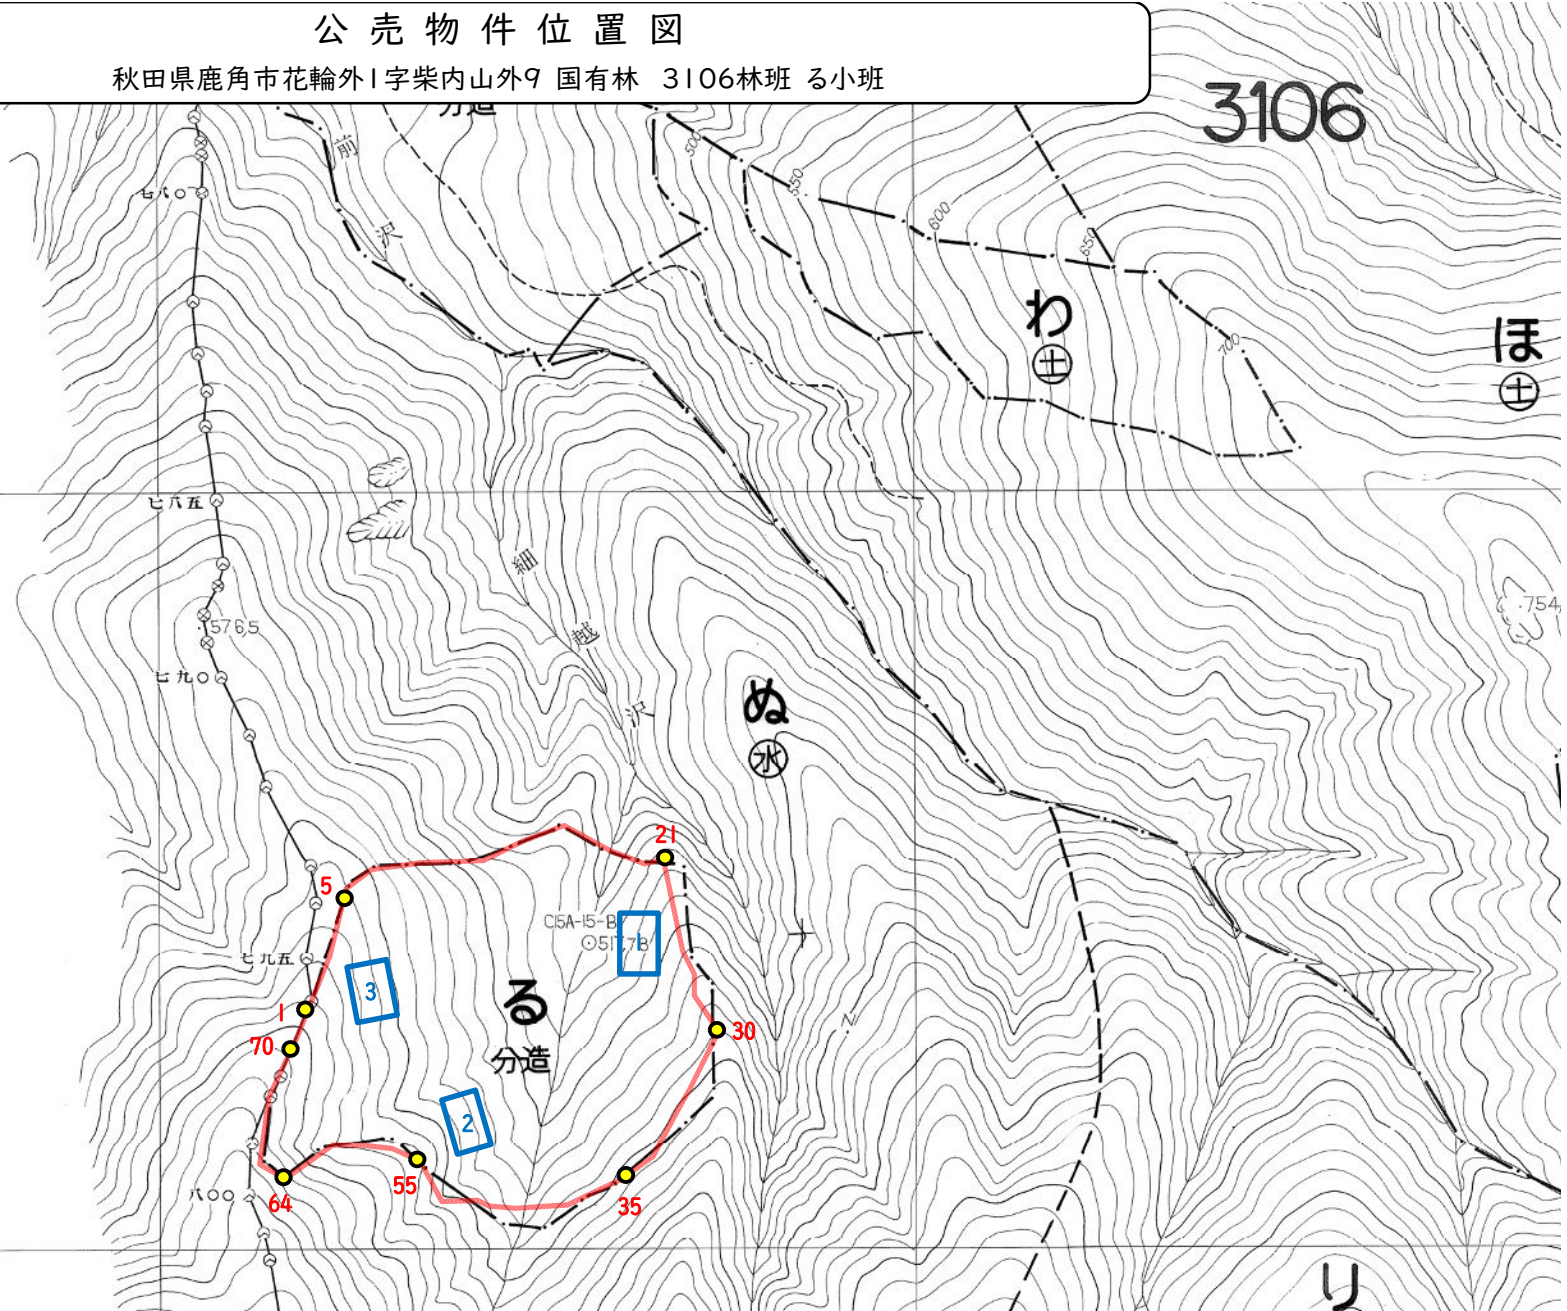 公売物件位置図
秋田県鹿角市花輪外1字柴内山外9 国有林 3106林班 る小班
分造
3106
前
沢
七八〇
500
550
600
650
700
わ
土
ほ
土
七八五
細
越
沢
576.5
七九〇
754
ぬ
水
21
5
C15A-15-B
517.78
1
七九五
3
る
分造
1
70
30
2
55
64
35
八〇〇
り